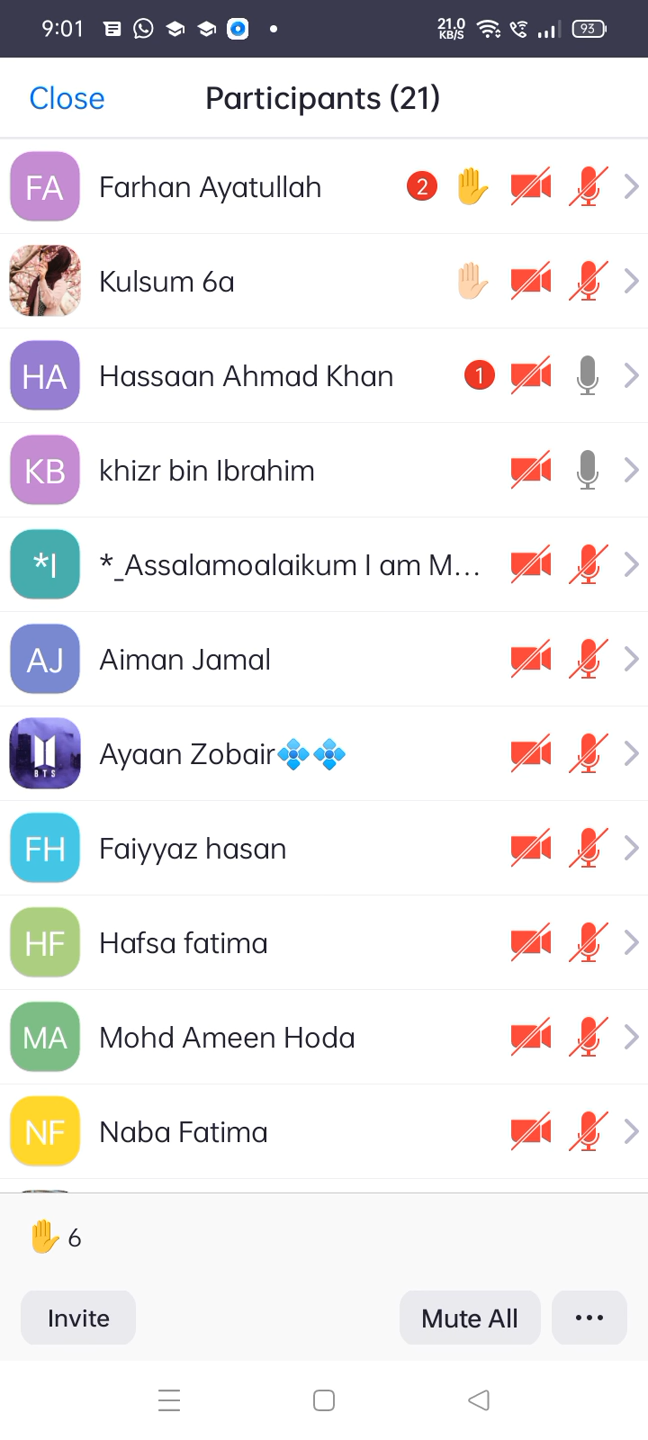 9:01 21.0 KB/S 93
Close Participants (21)
FA Farhan Ayatullah 2
Kulsum 6a
HA Hassaan Ahmad Khan 1
KB khizr bin Ibrahim
*I *_Assalamoalaikum I am M...
AJ Aiman Jamal
BTS Ayaan Zobair💠💠
FH Faiyyaz hasan
HF Hafsa fatima
MA Mohd Ameen Hoda
NF Naba Fatima
✋ 6
Invite Mute All ...